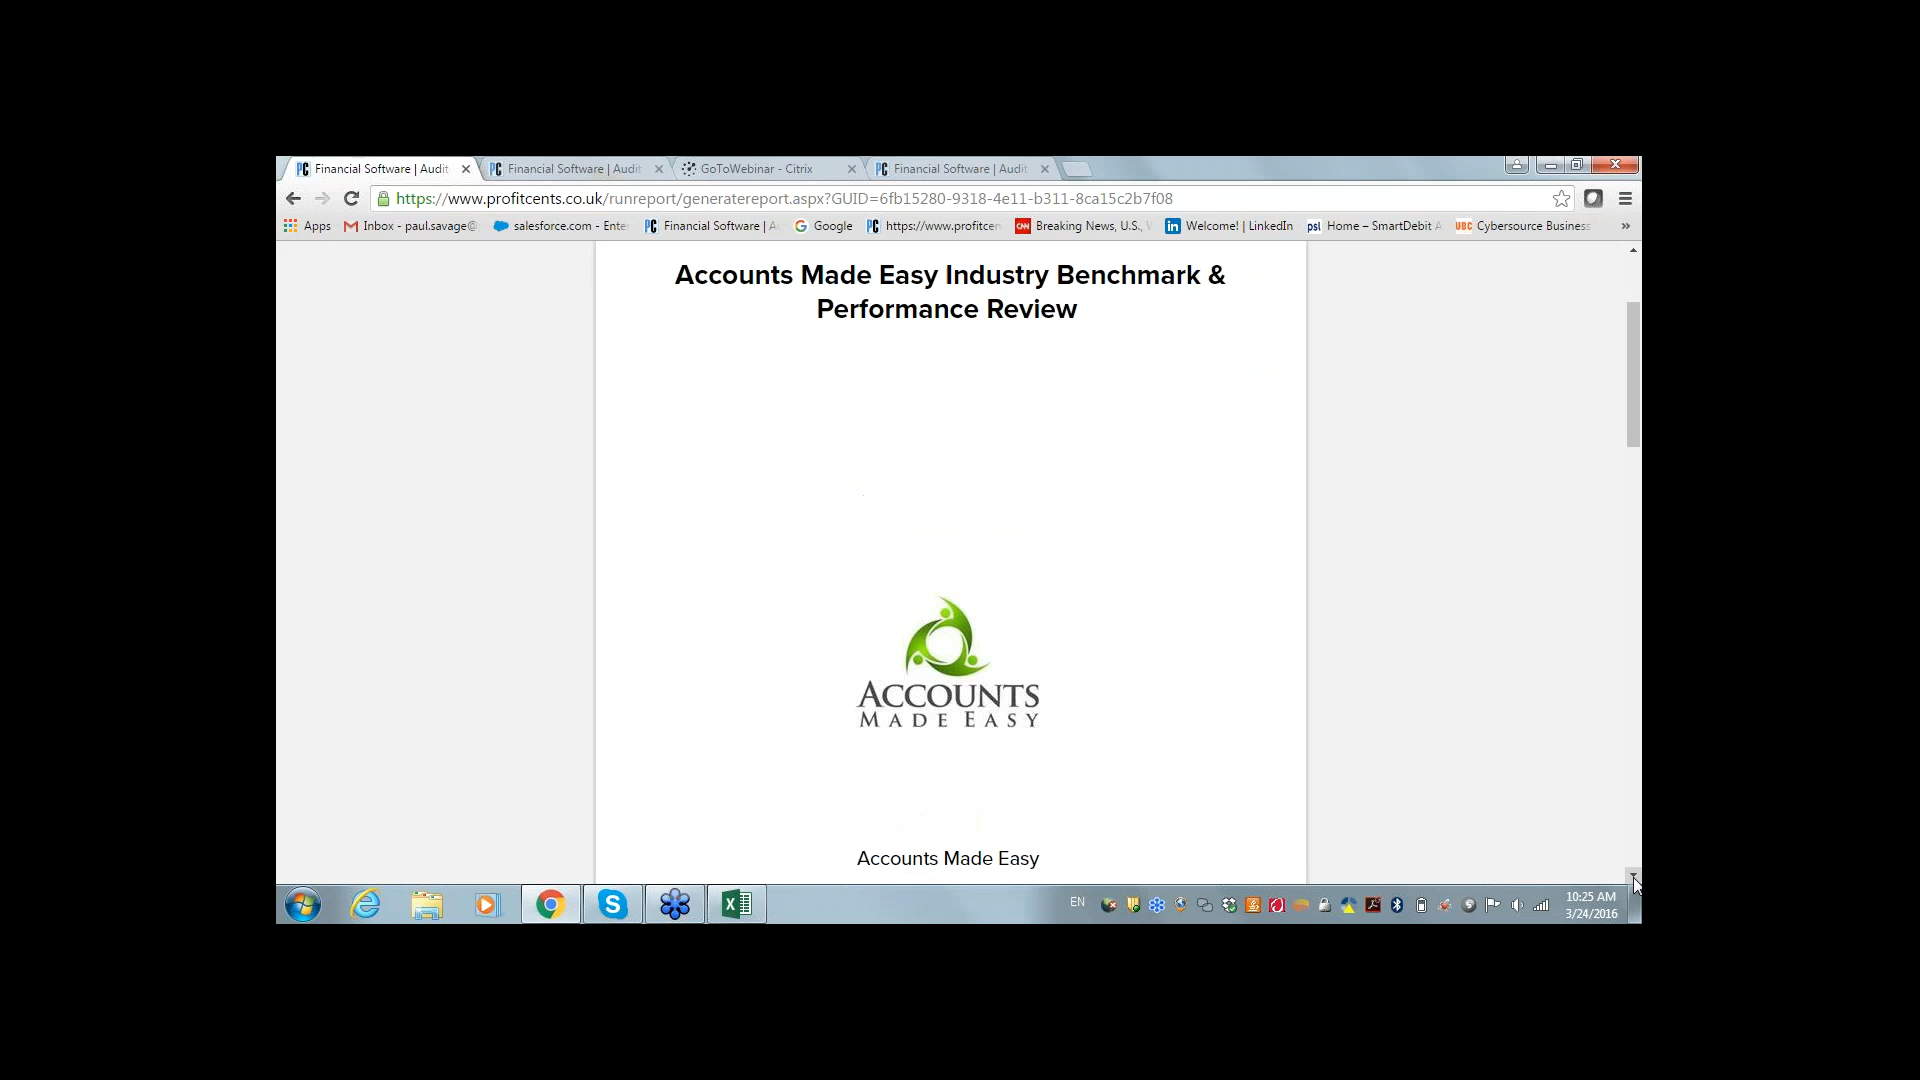 Financial Software | Audit
Financial Software | Audit
GoToWebinar - Citrix
Financial Software | Audit
https://www.profitcents.co.uk/runreport/generatereport.aspx?GUID=6fb15280-9318-4e11-b311-8ca15c2b7f08
Apps
Inbox - paul.savage@
salesforce.com - Ente
Financial Software | A
Google
https://www.profitcen
CNN
Breaking News, U.S., W
Welcome! | LinkedIn
psl
Home – SmartDebit A
UBC
Cybersource Business
Accounts Made Easy Industry Benchmark &
Performance Review
ACCOUNTS
MADE EASY
Accounts Made Easy
EN
10:25 AM
3/24/2016